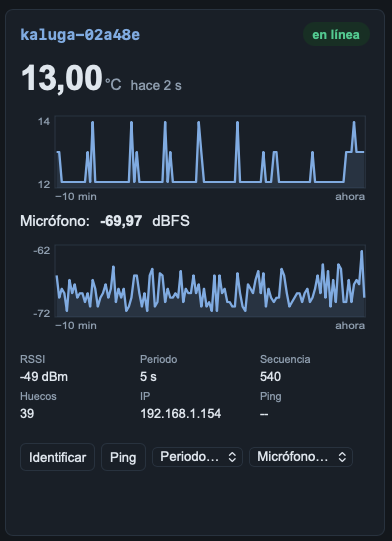 kaluga-02a48e en línea
13,00 °C hace 2 s
14
12
−10 min ahora
Micrófono: -69,97 dBFS
-62
-72
−10 min ahora
RSSI Periodo Secuencia
-49 dBm 5 s 540
Huecos IP Ping
39 192.168.1.154 --
Identificar Ping Periodo… Micrófono…